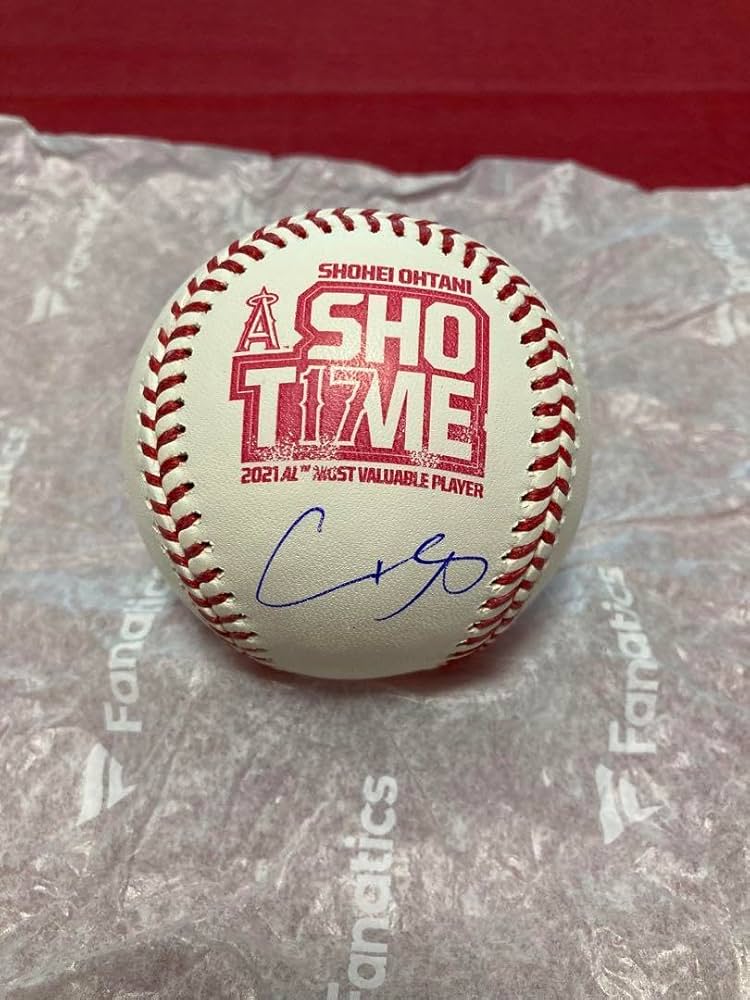 SHOHEI OHTANI
A SHO
T17ME
2021 AL™ MOST VALUABLE PLAYER
Fanatics
Fanatics
Fanatics
Fanatics
Fanatics